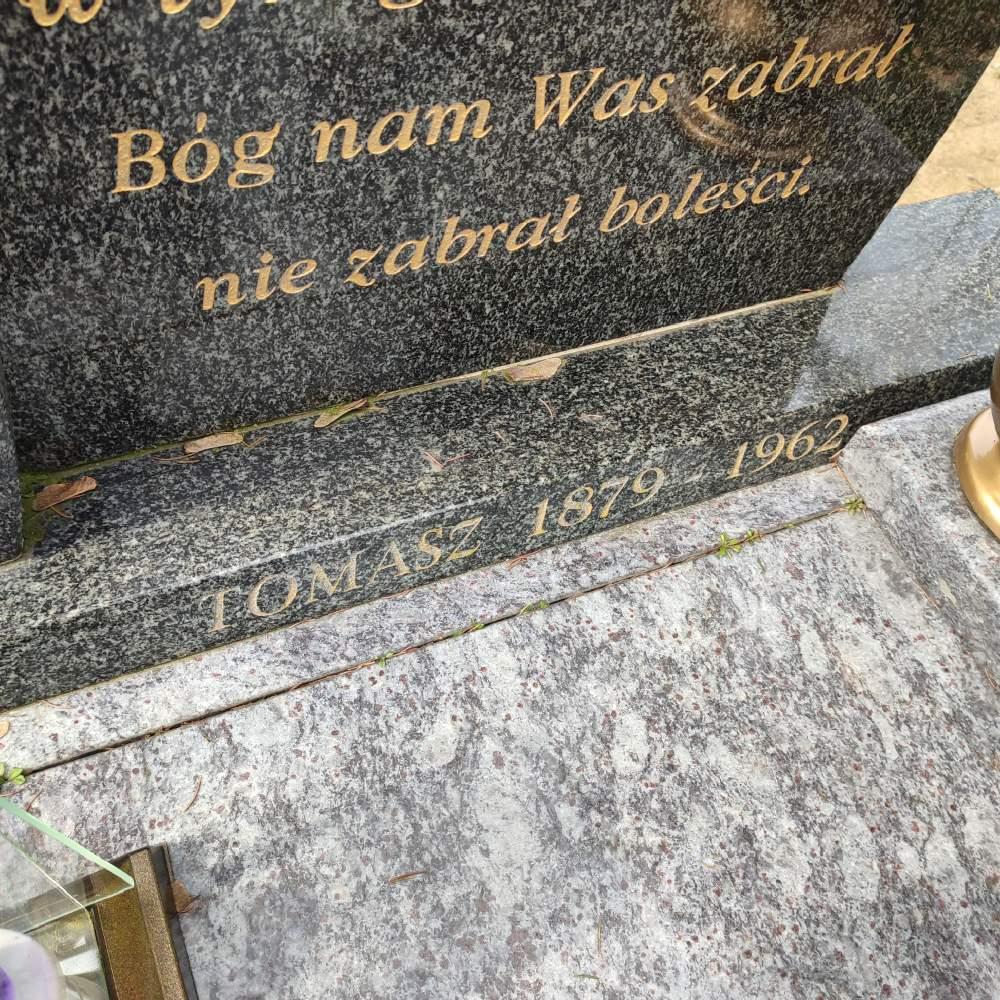 Bóg nam Was zabrał
nie zabrał boleści.
TOMASZ 1879 - 1962